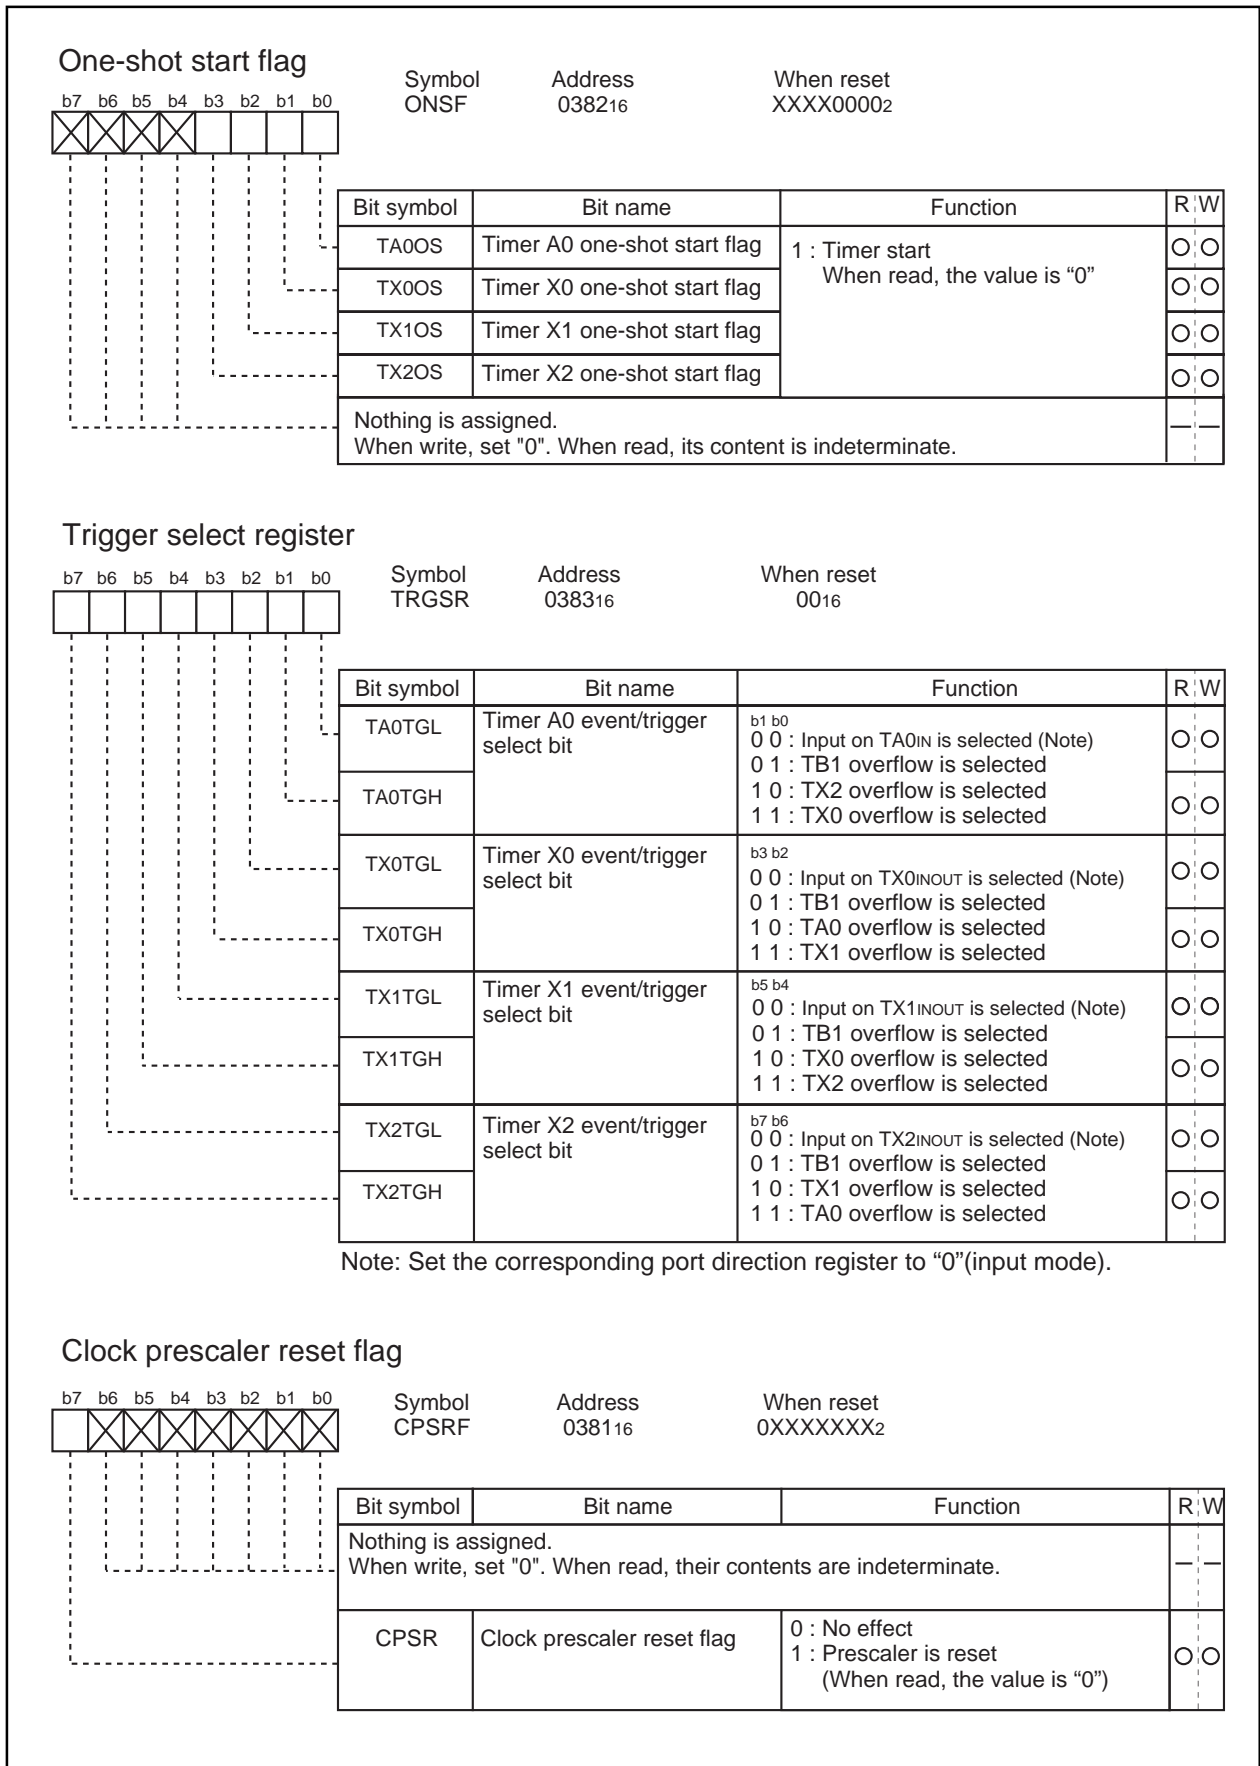 One-shot start flag
Symbol Address When reset
ONSF 038216 XXXX00002
b7 b6 b5 b4 b3 b2 b1 b0
Bit symbol Bit name Function R W
TA0OS Timer A0 one-shot start flag 1 : Timer start
When read, the value is “0”
TX0OS Timer X0 one-shot start flag
TX1OS Timer X1 one-shot start flag
TX2OS Timer X2 one-shot start flag
Nothing is assigned.
When write, set "0". When read, its content is indeterminate.
Trigger select register
b7 b6 b5 b4 b3 b2 b1 b0
Symbol Address When reset
TRGSR 038316 0016
Bit symbol Bit name Function R W
TA0TGL Timer A0 event/trigger
select bit
b1 b0
0 0 : Input on TA0IN is selected (Note)
0 1 : TB1 overflow is selected
TA0TGH 1 0 : TX2 overflow is selected
1 1 : TX0 overflow is selected
TX0TGL Timer X0 event/trigger
select bit
b3 b2
0 0 : Input on TX0INOUT is selected (Note)
0 1 : TB1 overflow is selected
TX0TGH 1 0 : TA0 overflow is selected
1 1 : TX1 overflow is selected
TX1TGL Timer X1 event/trigger
select bit
b5 b4
0 0 : Input on TX1INOUT is selected (Note)
0 1 : TB1 overflow is selected
TX1TGH 1 0 : TX0 overflow is selected
1 1 : TX2 overflow is selected
TX2TGL Timer X2 event/trigger
select bit
b7 b6
0 0 : Input on TX2INOUT is selected (Note)
0 1 : TB1 overflow is selected
TX2TGH 1 0 : TX1 overflow is selected
1 1 : TA0 overflow is selected
Note: Set the corresponding port direction register to “0”(input mode).
Clock prescaler reset flag
b7 b6 b5 b4 b3 b2 b1 b0
Symbol Address When reset
CPSRF 038116 0XXXXXXX2
Bit symbol Bit name Function R W
Nothing is assigned.
When write, set "0". When read, their contents are indeterminate.
CPSR Clock prescaler reset flag 0 : No effect
1 : Prescaler is reset
(When read, the value is “0”)